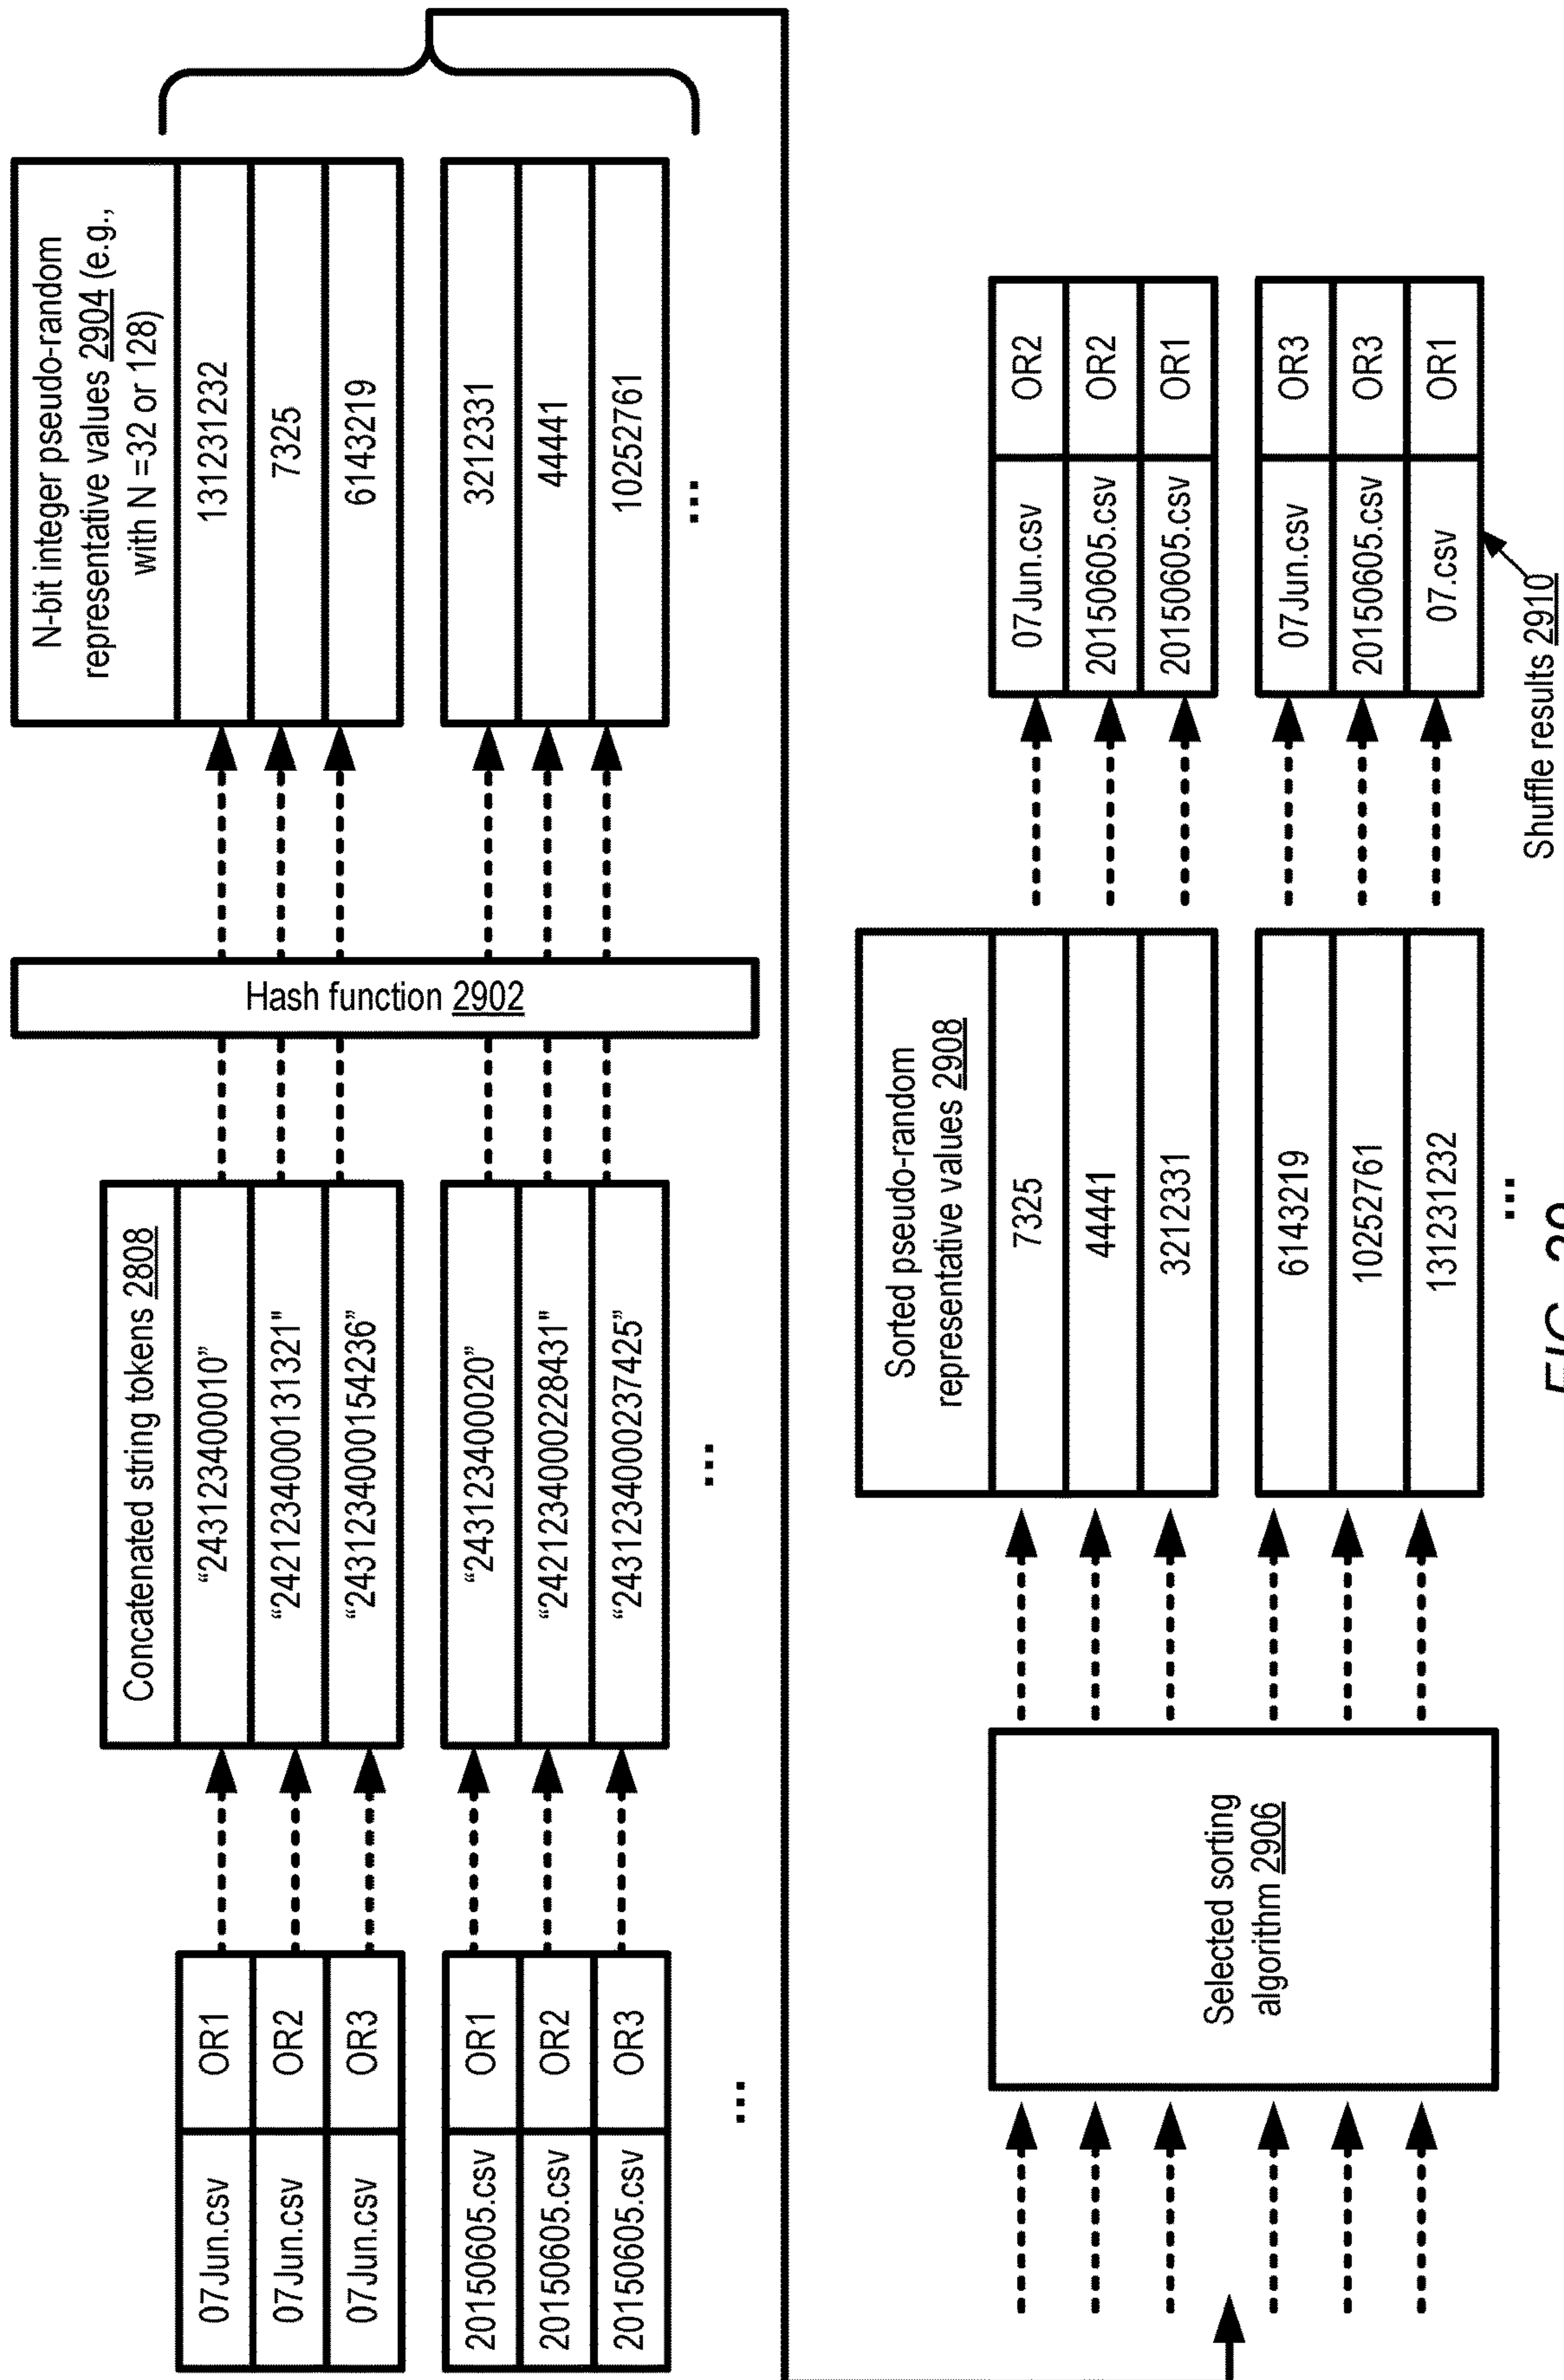 07Jun.csv OR1
07Jun.csv OR2
07Jun.csv OR3
20150605.csv OR1
20150605.csv OR2
20150605.csv OR3
...
Concatenated string tokens 2808
“243123400010”
“2421234000131321"
“2431234000154236”
“243123400020”
“2421234000228431"
“2431234000237425”
...
Hash function 2902
N-bit integer pseudo-random
representative values 2904 (e.g.,
with N =32 or 128)
131231232
7325
6143219
3212331
44441
10252761
...
Selected sorting
algorithm 2906
Sorted pseudo-random
representative values 2908
7325
44441
3212331
6143219
10252761
131231232
...
07Jun.csv OR2
20150605.csv OR2
20150605.csv OR1
07Jun.csv OR3
20150605.csv OR3
07.csv OR1
Shuffle results 2910
FIG.